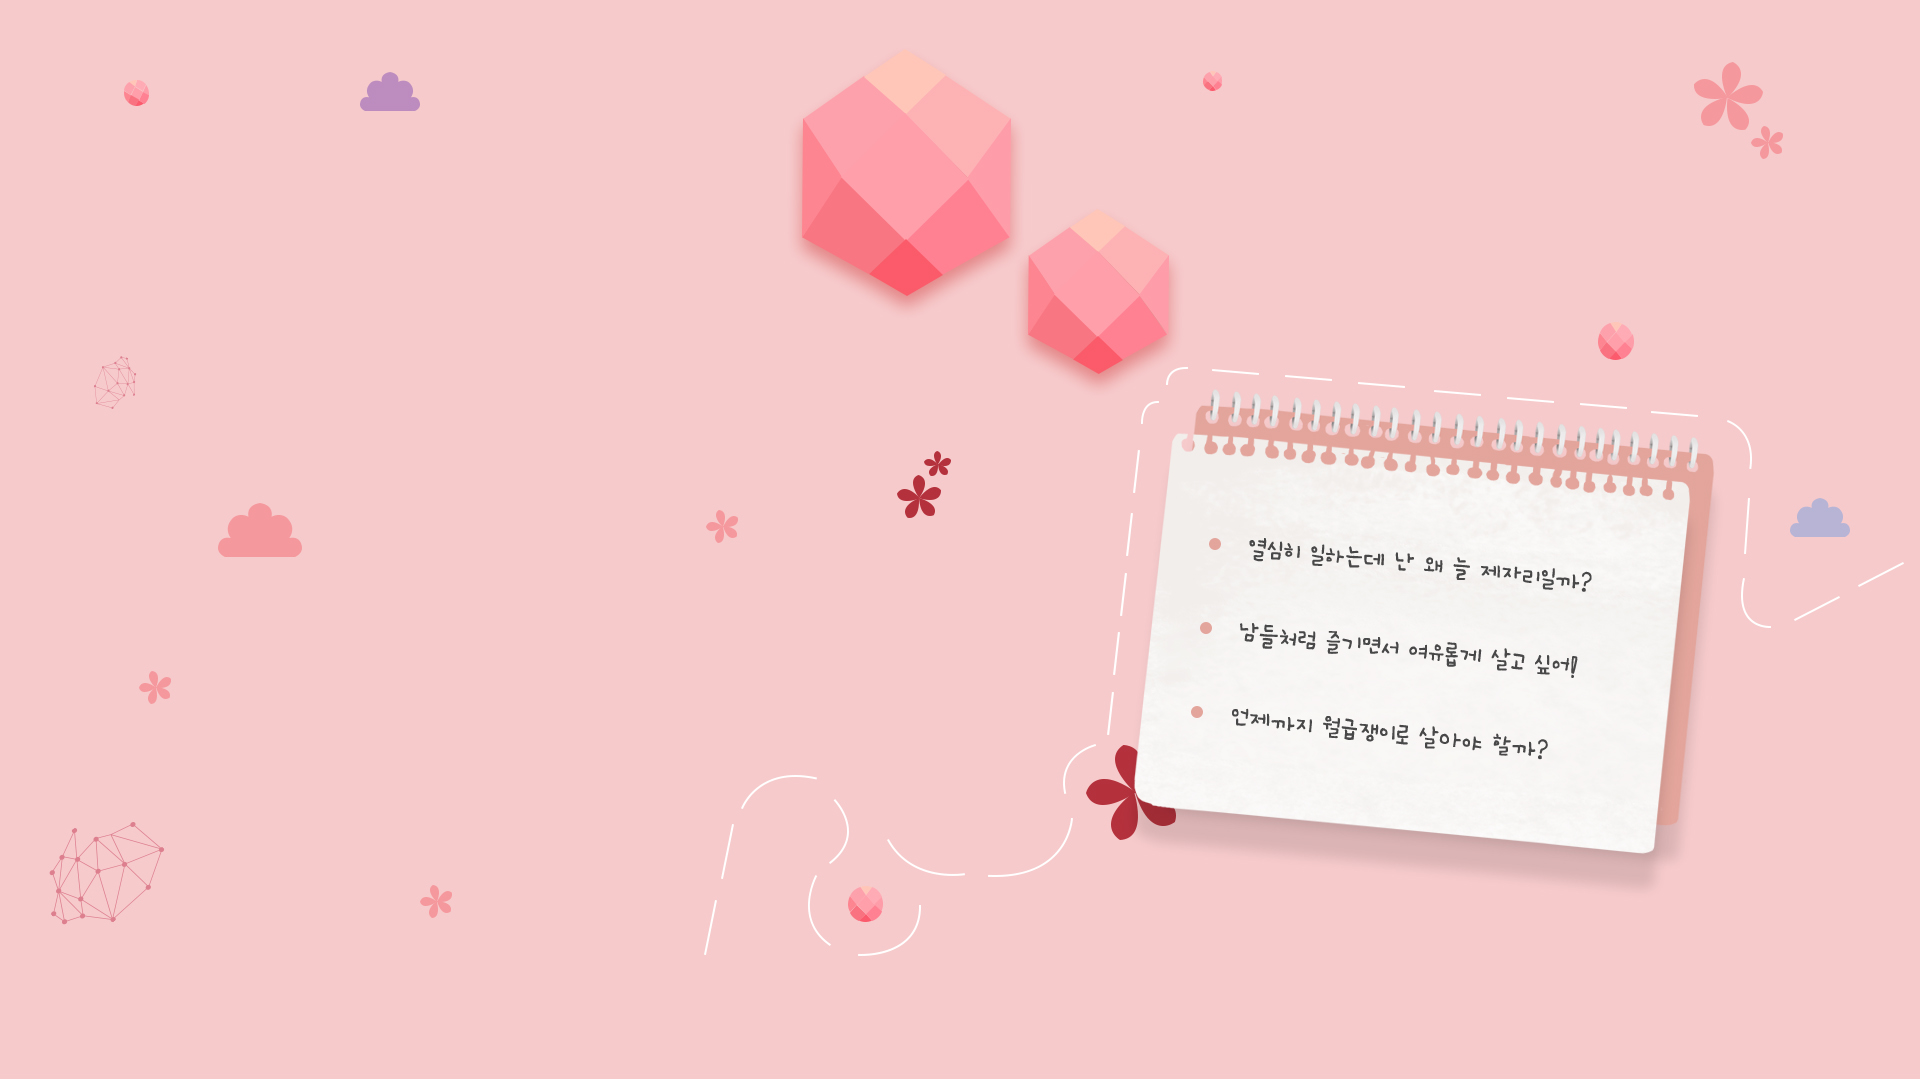 열심히 일하는데 난 왜 늘 제자리일까?
남들처럼 즐기면서 여유롭게 살고 싶어!
언제까지 월급쟁이로 살아야 할까?